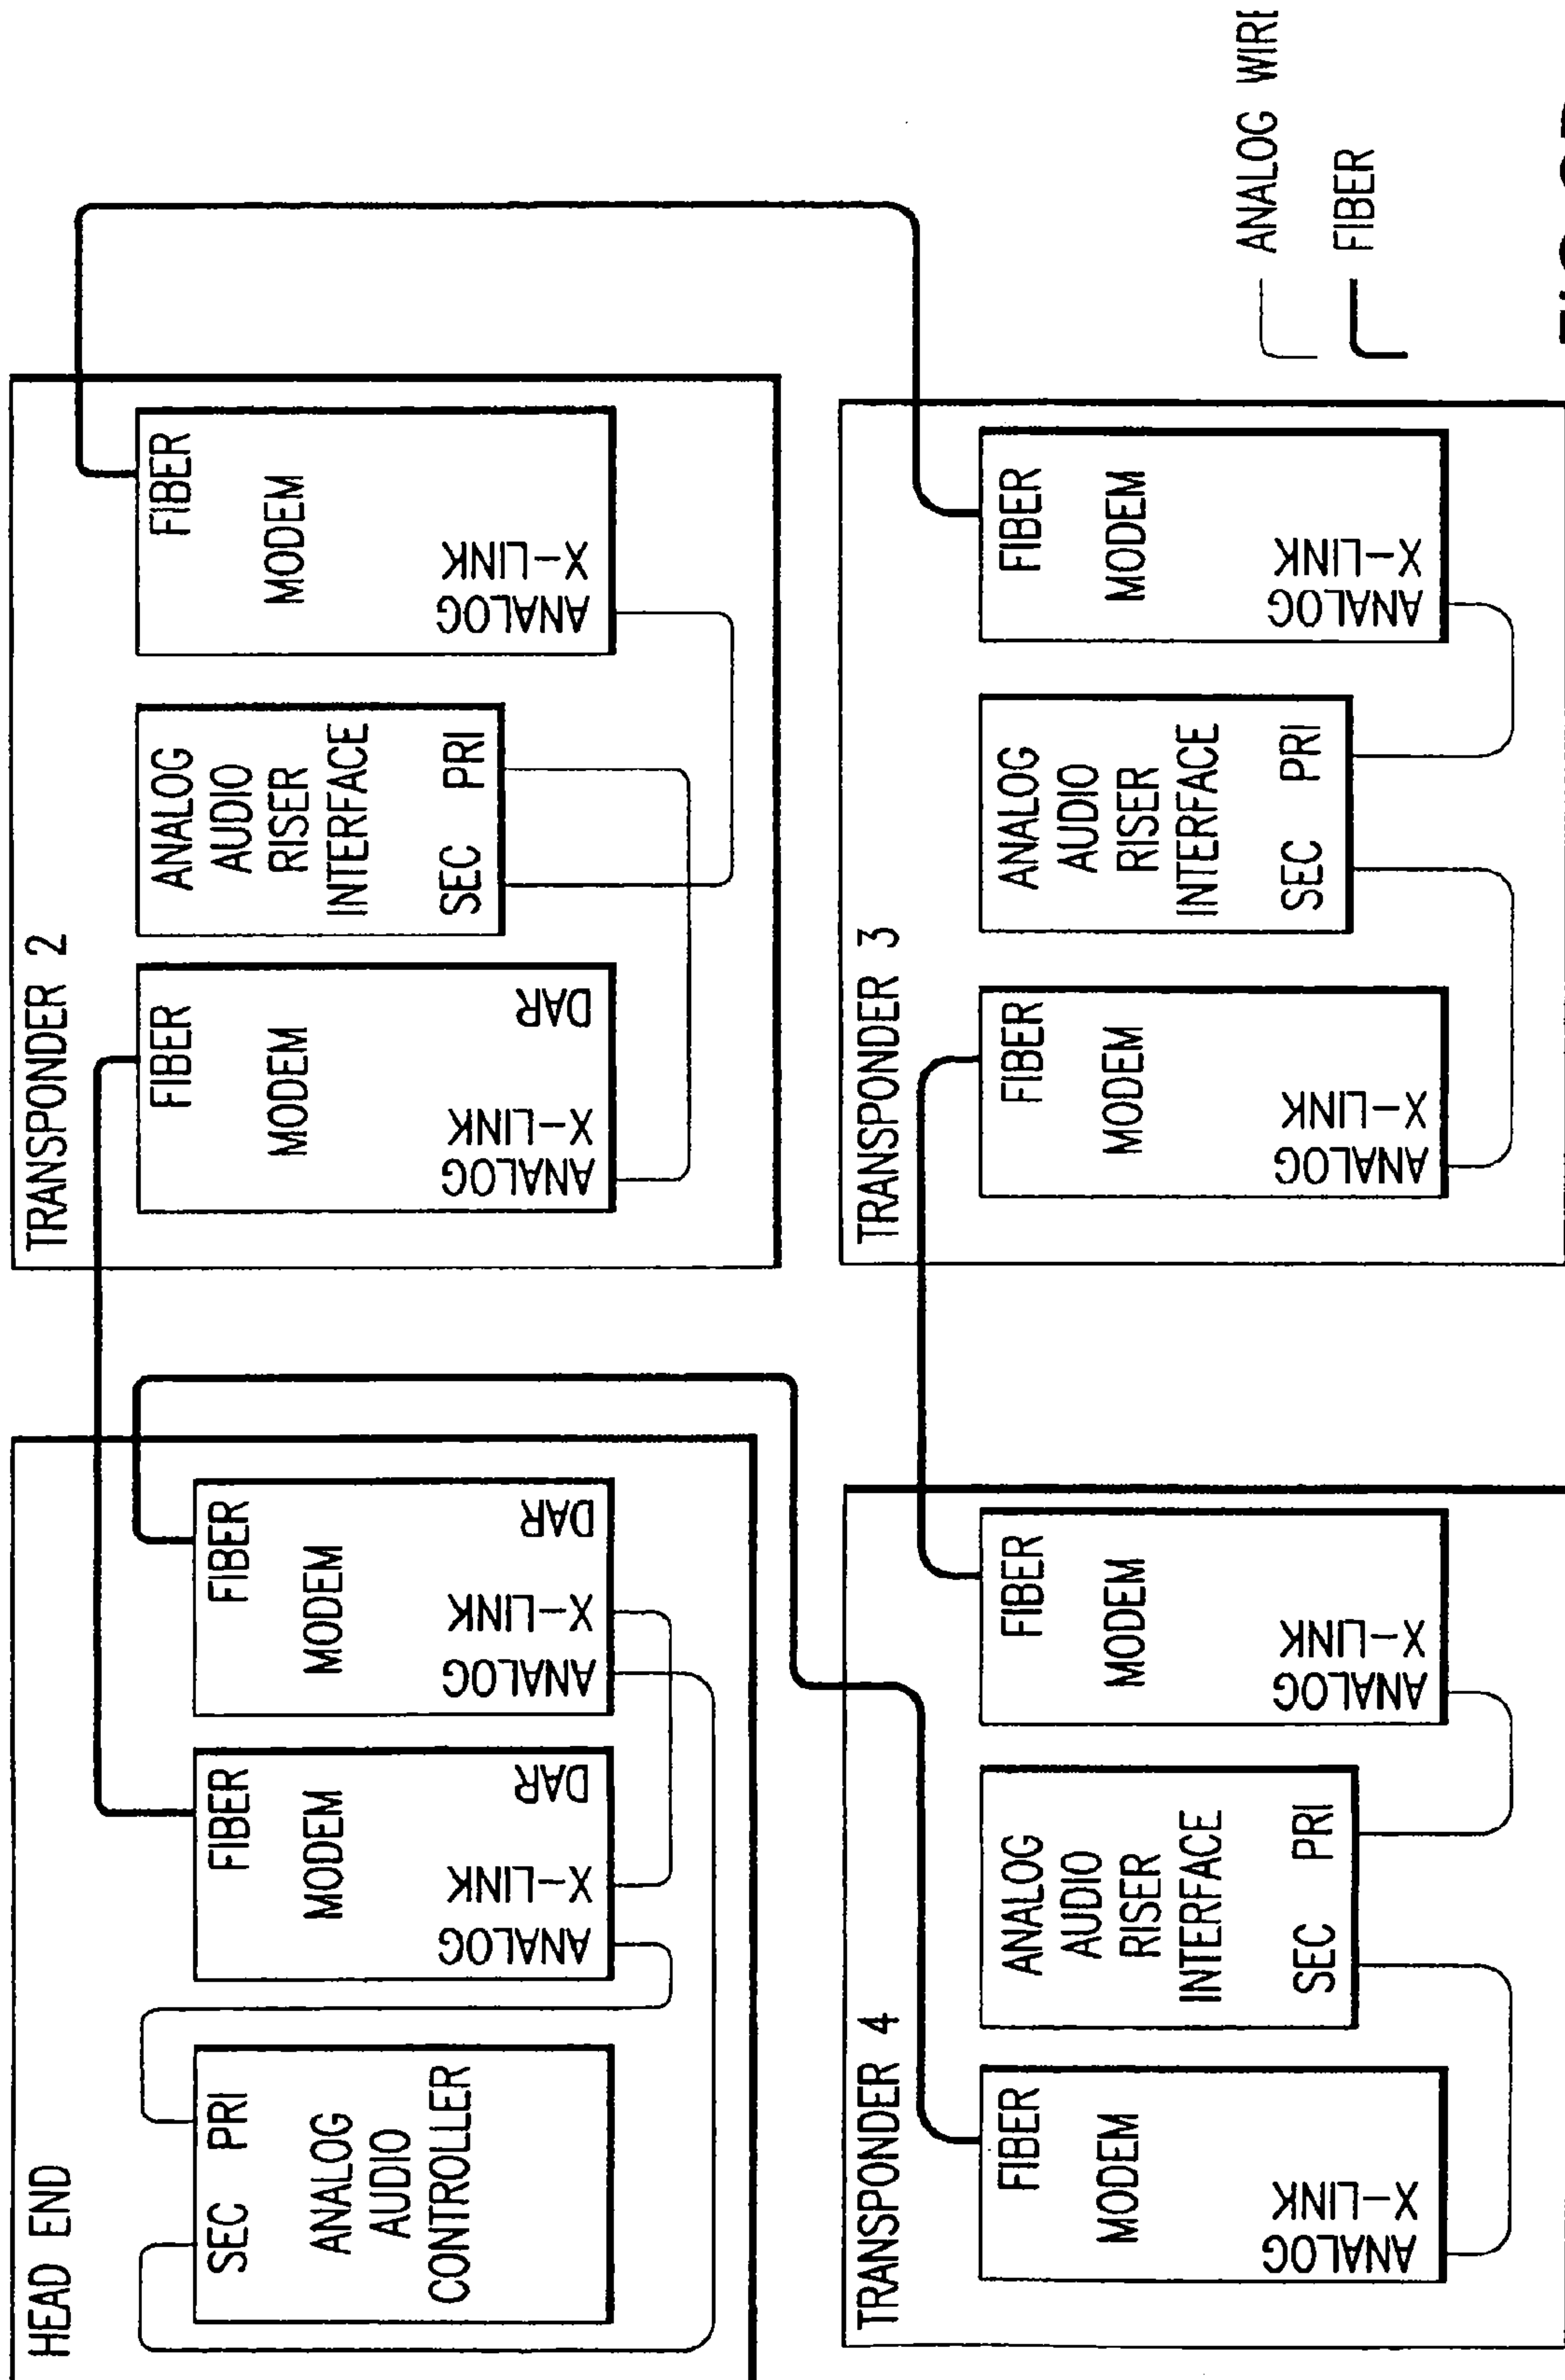 HEAD END
SEC PRI
ANALOG
AUDIO
CONTROLLER
FIBER
MODEM
ANALOG
X-LINK
DAR
FIBER
MODEM
ANALOG
X-LINK
DAR
TRANSPONDER 2
FIBER
MODEM
ANALOG
X-LINK
DAR
ANALOG
AUDIO
RISER
INTERFACE
SEC PRI
FIBER
MODEM
ANALOG
X-LINK
TRANSPONDER 4
FIBER
MODEM
ANALOG
X-LINK
ANALOG
AUDIO
RISER
INTERFACE
SEC PRI
FIBER
MODEM
ANALOG
X-LINK
TRANSPONDER 3
FIBER
MODEM
ANALOG
X-LINK
ANALOG
AUDIO
RISER
INTERFACE
SEC PRI
FIBER
MODEM
ANALOG
X-LINK
ANALOG
FIBER